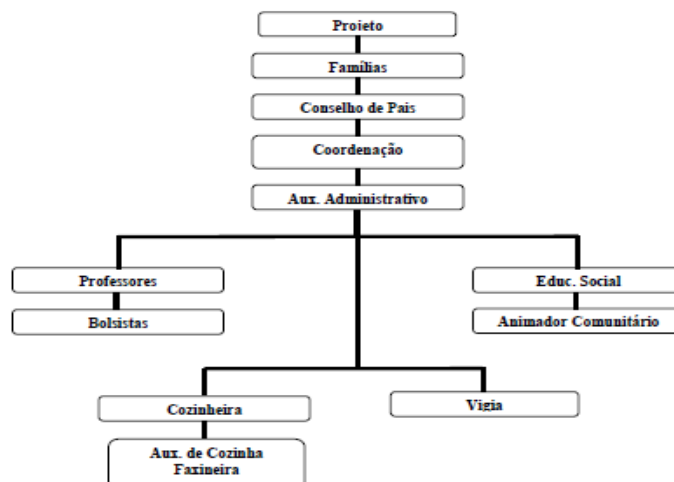 Projeto
Famílias
Conselho de Pais
Coordenação
Aux. Administrativo
Professores
Educ. Social
Bolsistas
Animador Comunitário
Cozinheira
Vigia
Aux. de Cozinha
Faxineira